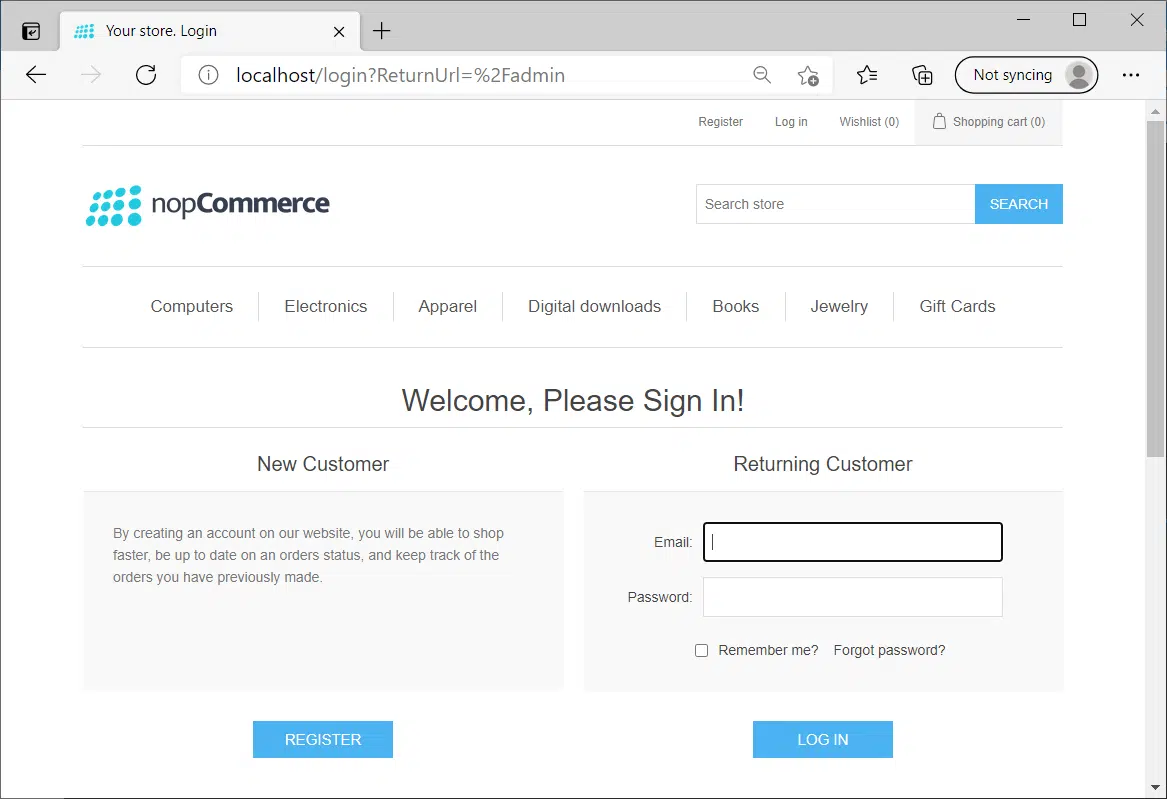 Your store. Login
localhost/login?ReturnUrl=%2Fadmin
Not syncing
Register
Log in
Wishlist (0)
Shopping cart (0)
nopCommerce
Search store
SEARCH
Computers
Electronics
Apparel
Digital downloads
Books
Jewelry
Gift Cards
Welcome, Please Sign In!
New Customer
By creating an account on our website, you will be able to shop
faster, be up to date on an orders status, and keep track of the
orders you have previously made.
REGISTER
Returning Customer
Email:
Password:
Remember me?
Forgot password?
LOG IN